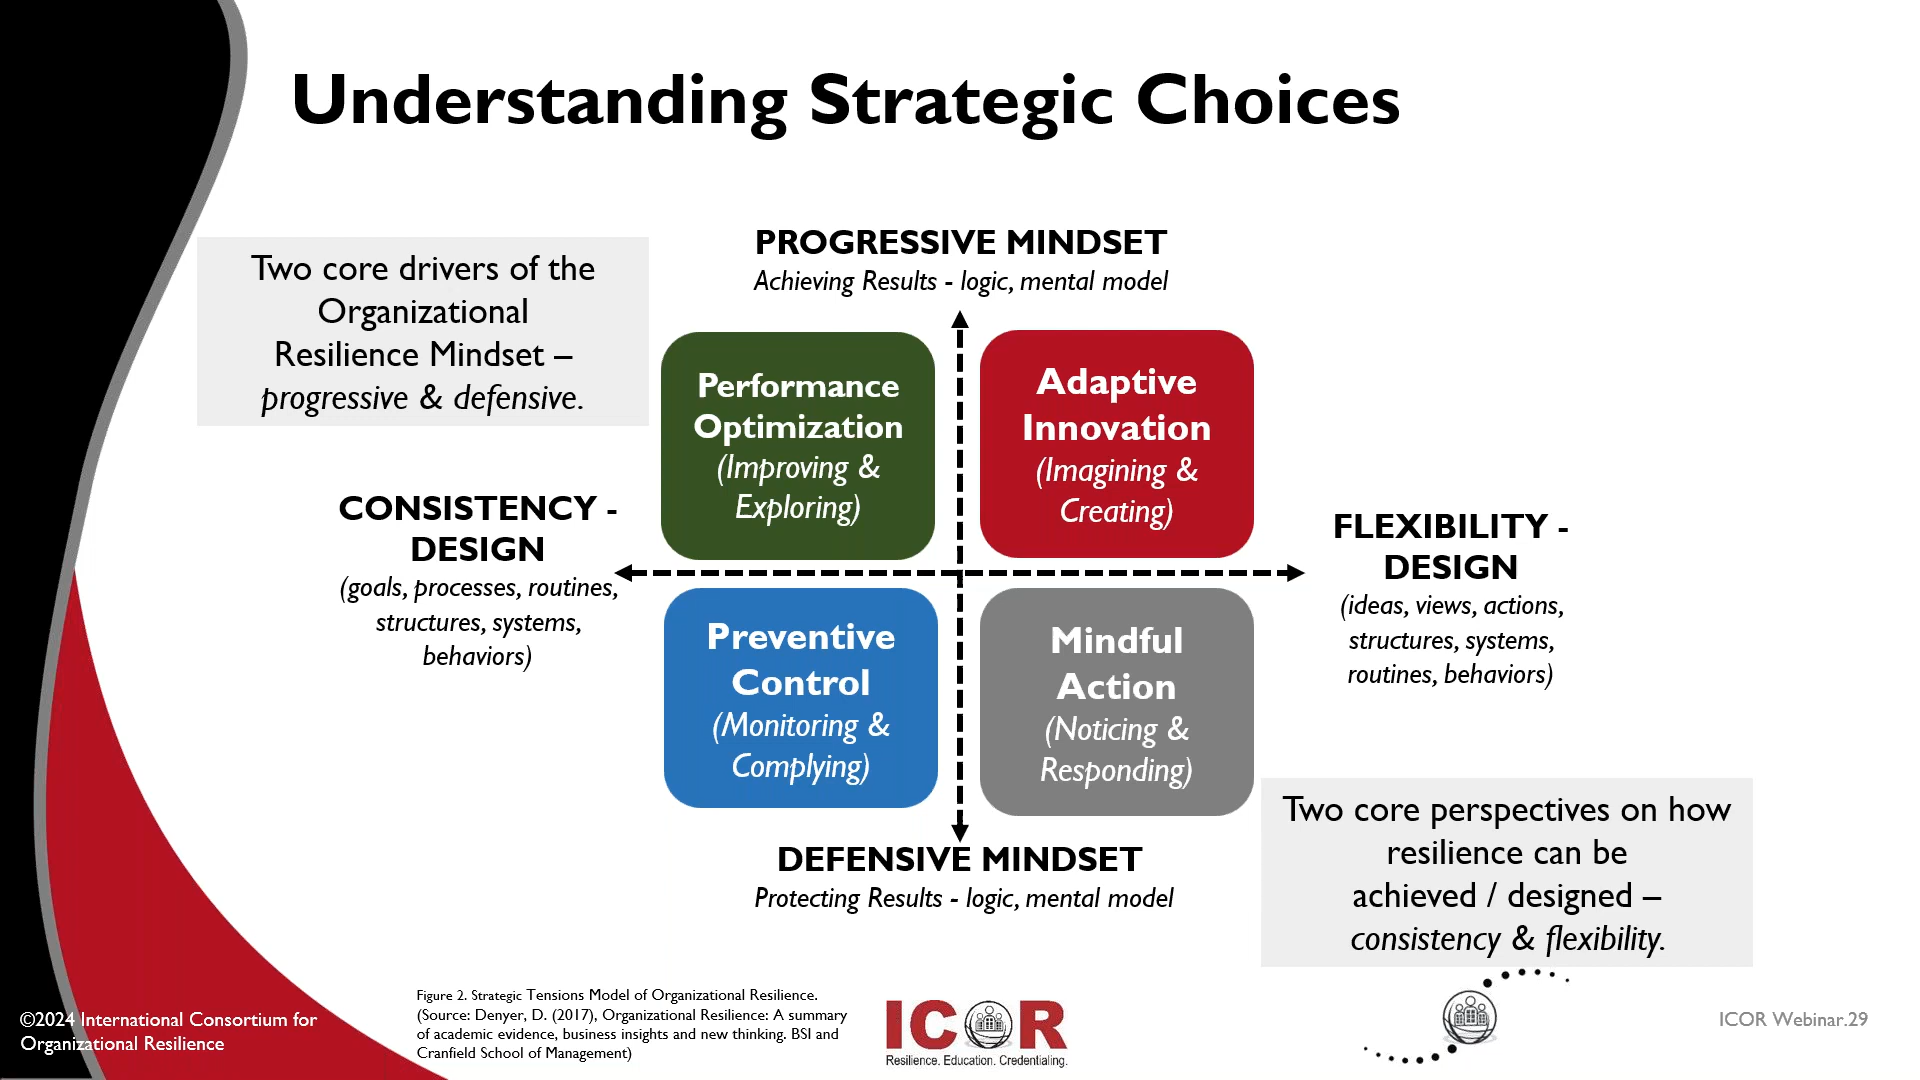 Understanding Strategic Choices
Two core drivers of the
Organizational
Resilience Mindset –
progressive & defensive.
PROGRESSIVE MINDSET
Achieving Results - logic, mental model
Performance
Optimization
(Improving &
Exploring)
Adaptive
Innovation
(Imagining &
Creating)
CONSISTENCY -
DESIGN
(goals, processes, routines,
structures, systems,
behaviors)
FLEXIBILITY -
DESIGN
(ideas, views, actions,
structures, systems,
routines, behaviors)
Preventive
Control
(Monitoring &
Complying)
Mindful
Action
(Noticing &
Responding)
DEFENSIVE MINDSET
Protecting Results - logic, mental model
Two core perspectives on how
resilience can be
achieved / designed –
consistency & flexibility.
Figure 2. Strategic Tensions Model of Organizational Resilience.
(Source: Denyer, D. (2017), Organizational Resilience: A summary
of academic evidence, business insights and new thinking. BSI and
Cranfield School of Management)
©2024 International Consortium for
Organizational Resilience
ICOR
Resilience. Education. Credentialing.
ICOR Webinar.29